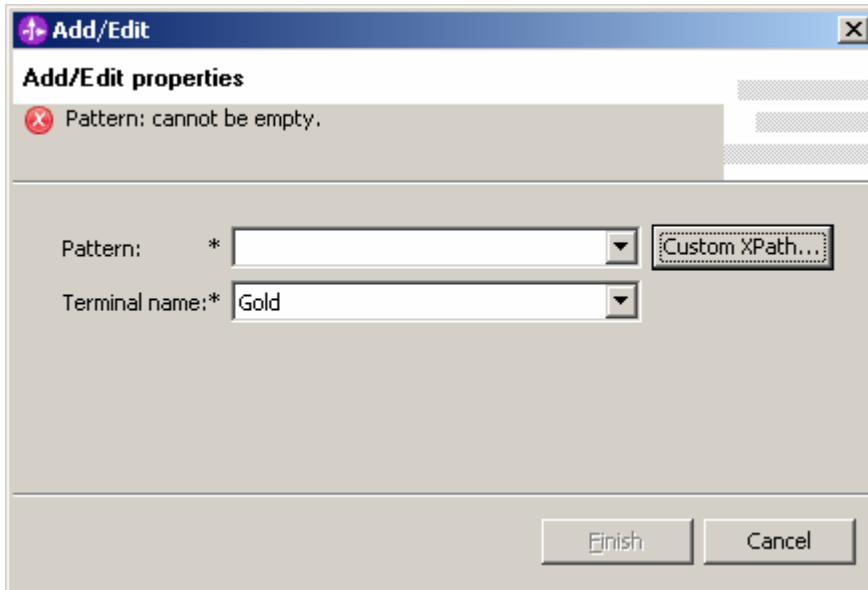 Add/Edit
Add/Edit properties
Pattern: cannot be empty.
Pattern: * Custom XPath...
Terminal name:* Gold
Finish Cancel